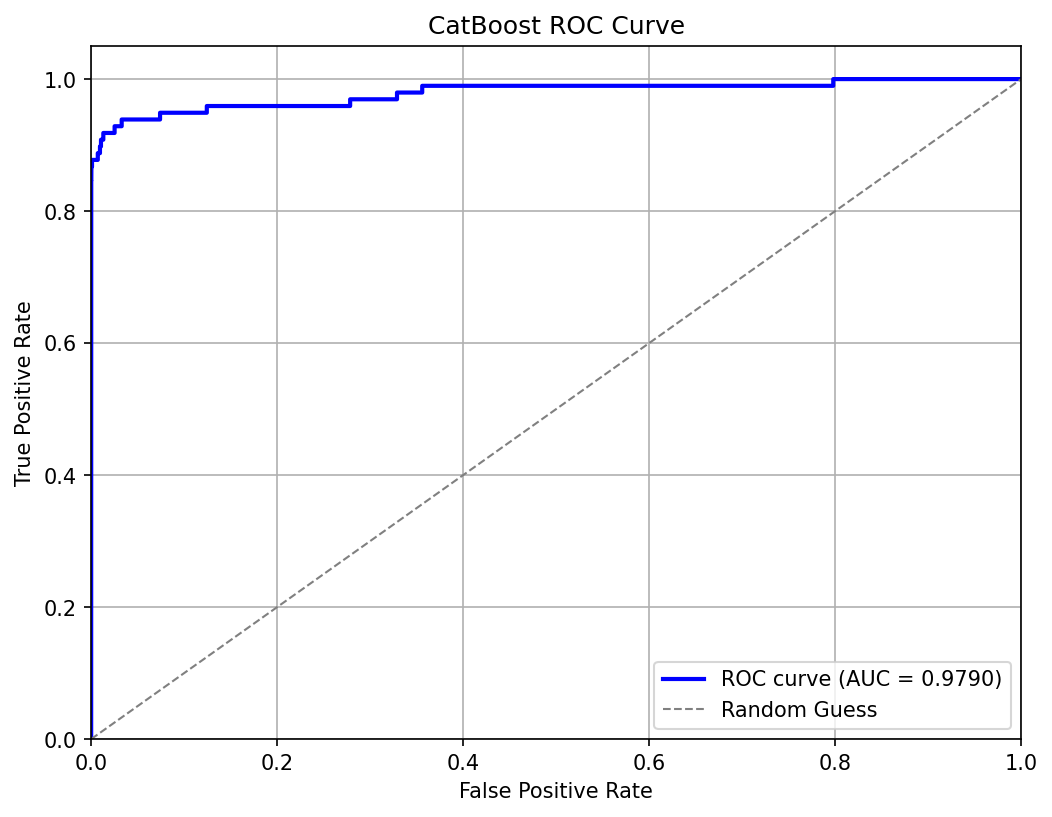 CatBoost ROC Curve
True Positive Rate
1.0
0.8
0.6
0.4
0.2
0.0
0.0 0.2 0.4 0.6 0.8 1.0
False Positive Rate
ROC curve (AUC = 0.9790)
Random Guess